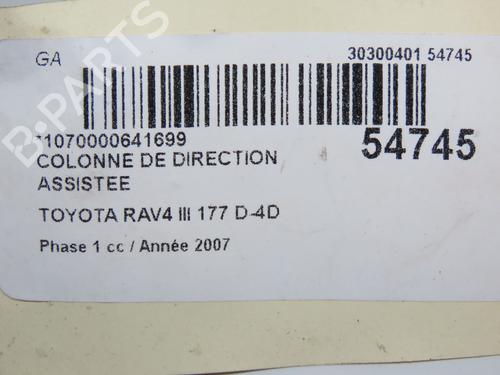 GA
30300401 54745
71070000641699
54745
COLONNE DE DIRECTION
ASSISTEE
TOYOTA RAV4 III 177 D-4D
Phase 1 cc / Année 2007
B-PARTS